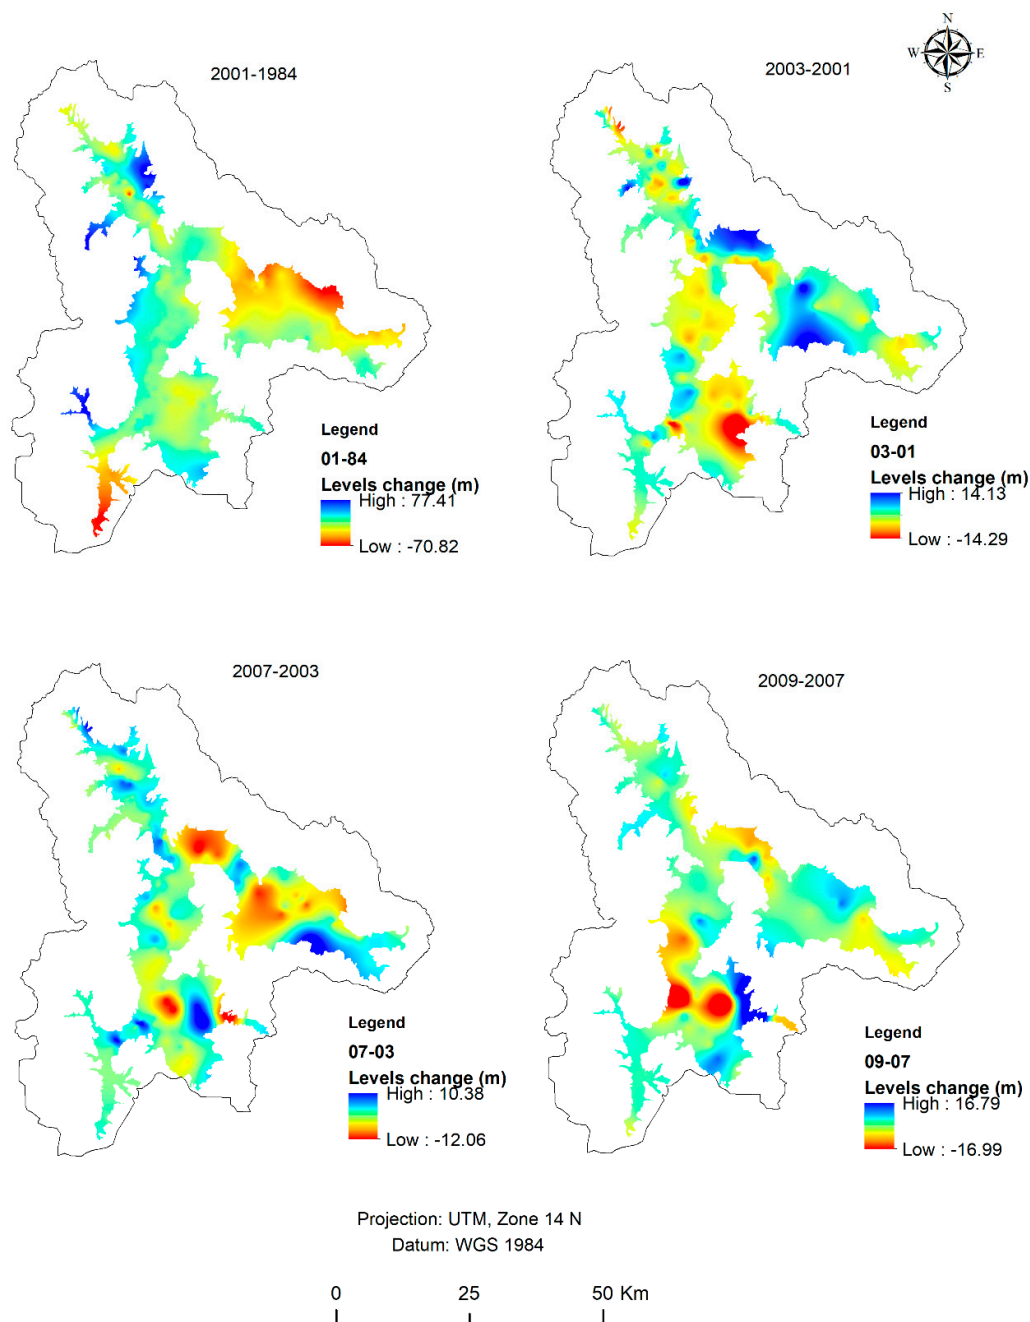 N
W E
S
2001-1984
2003-2001
Legend
01-84
Levels change (m)
High : 77.41
Low : -70.82
Legend
03-01
Levels change (m)
High : 14.13
Low : -14.29
2007-2003
2009-2007
Legend
07-03
Levels change (m)
High : 10.38
Low : -12.06
Legend
09-07
Levels change (m)
High : 16.79
Low : -16.99
Projection: UTM, Zone 14 N
Datum: WGS 1984
0 25 50 Km